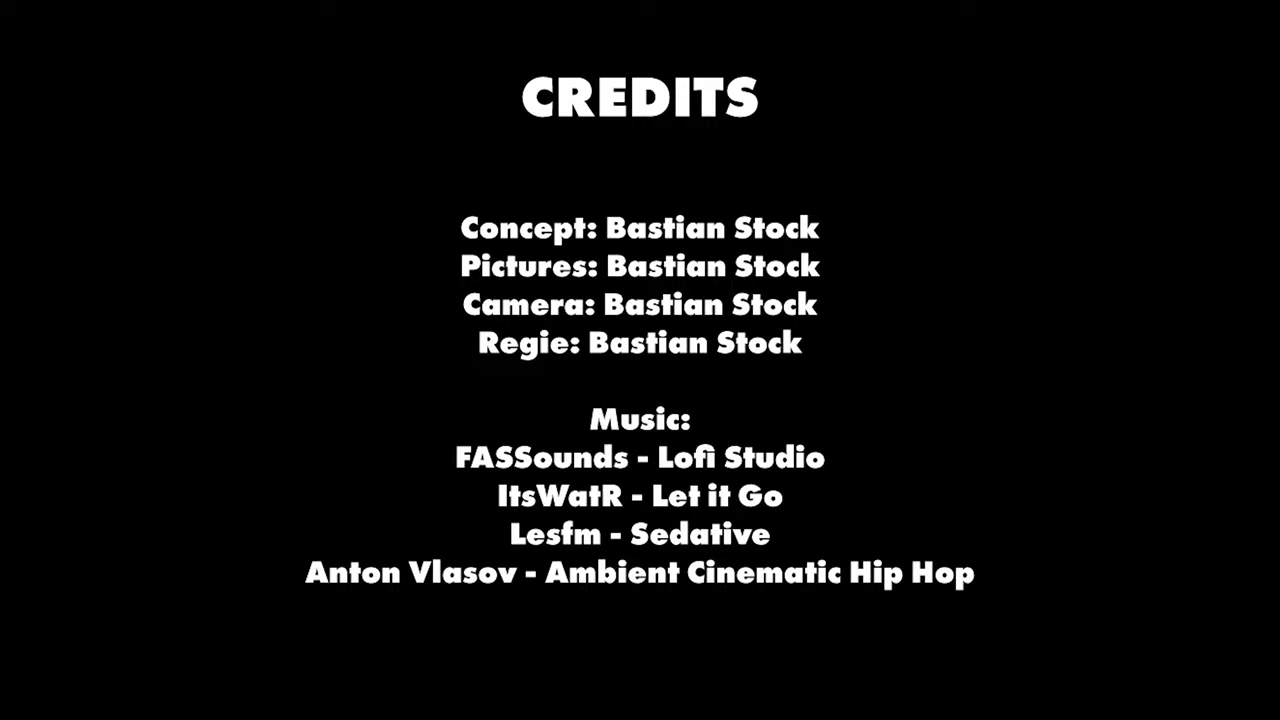 CREDITS
Concept: Bastian Stock
Pictures: Bastian Stock
Camera: Bastian Stock
Regie: Bastian Stock
Music:
FASSounds - Lofi Studio
ItsWatR - Let it Go
Lesfm - Sedative
Anton Vlasov - Ambient Cinematic Hip Hop